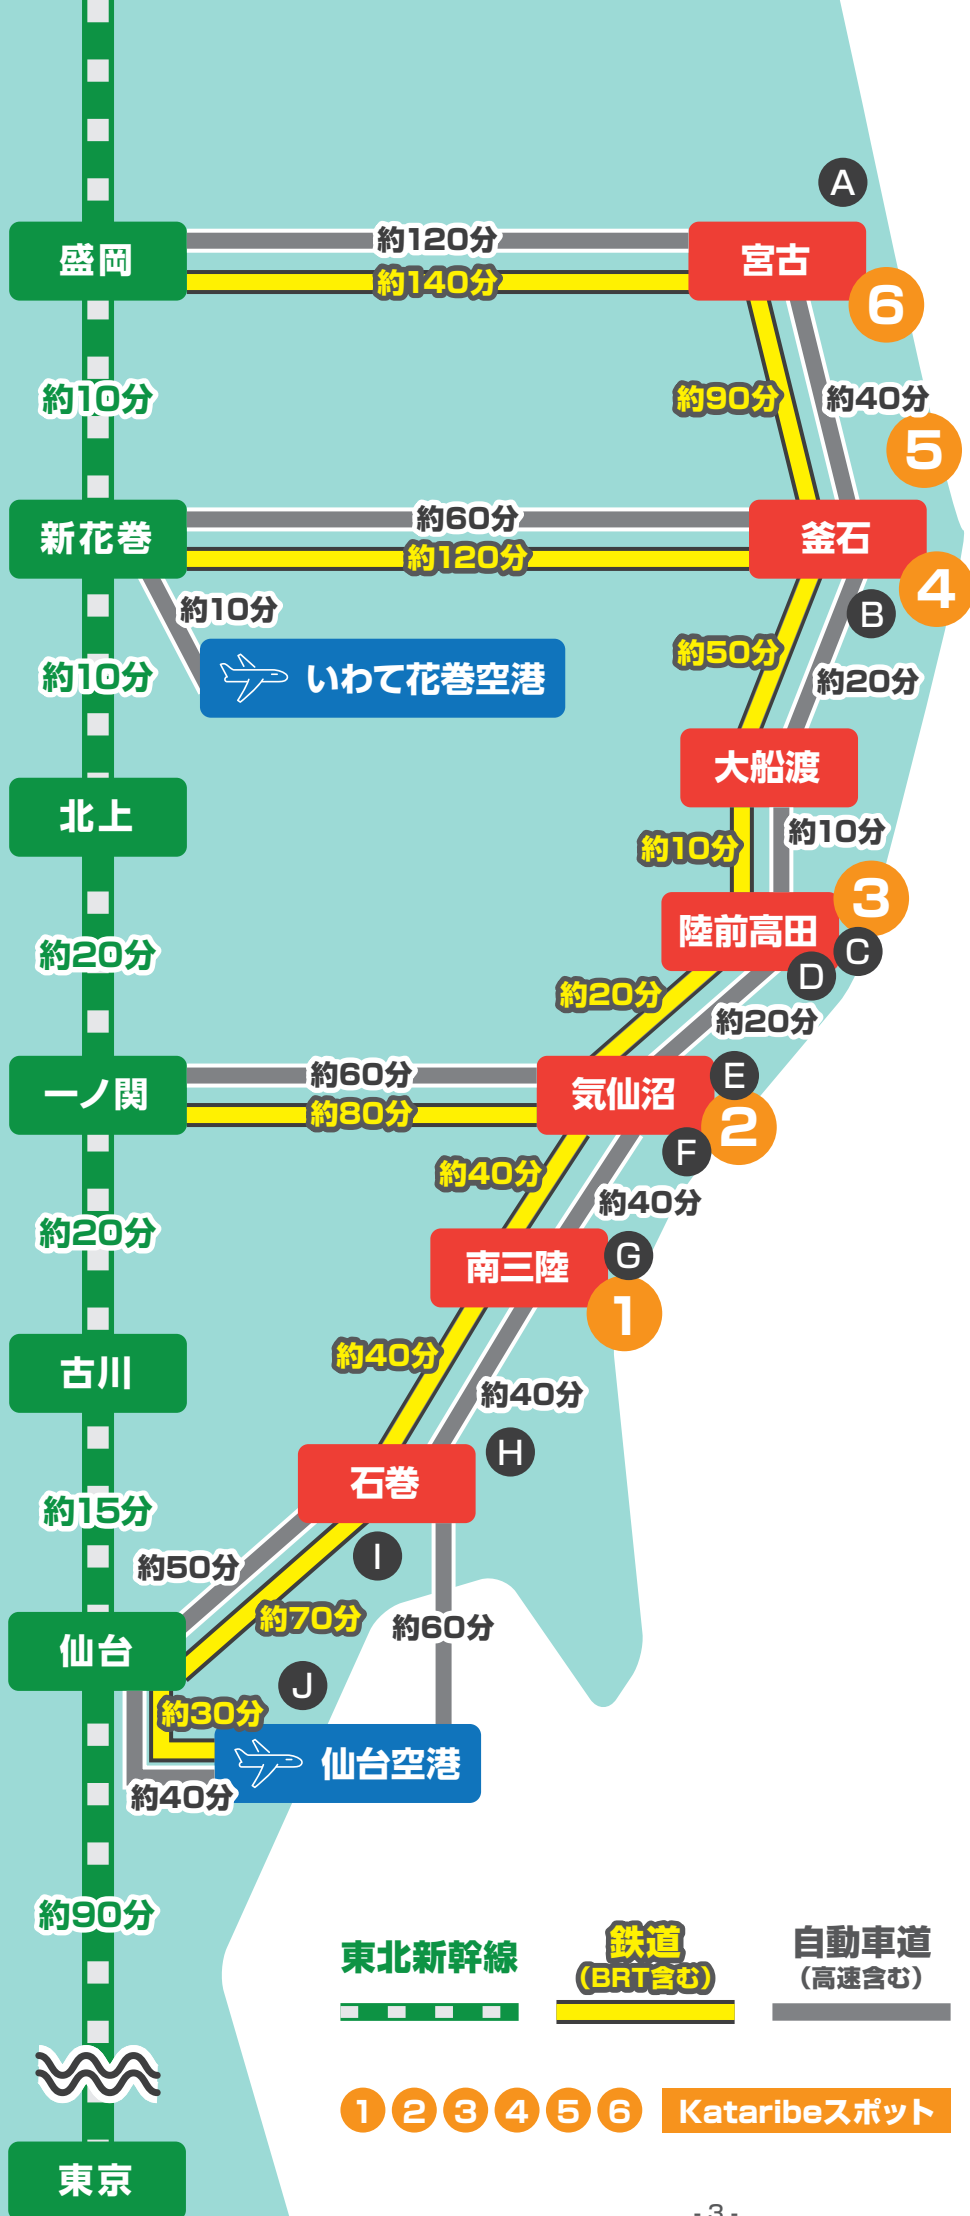 A
盛岡
約120分
約140分
宮古
6
約10分
約90分
約40分
5
新花巻
約60分
約120分
釜石
4
約10分
B
約10分
いわて花巻空港
約50分
約20分
北上
大船渡
約10分
約10分
3
陸前高田
C
D
約20分
約20分
約20分
一ノ関
約60分
約80分
気仙沼
E
2
F
約40分
約40分
約20分
南三陸
G
1
古川
約40分
約40分
石巻
H
約15分
I
約50分
約70分
約60分
仙台
J
約30分
仙台空港
約40分
約90分
東北新幹線
鉄道
(BRT含む)
自動車道
(高速含む)
1 2 3 4 5 6 Kataribeスポット
東京
- 3 -